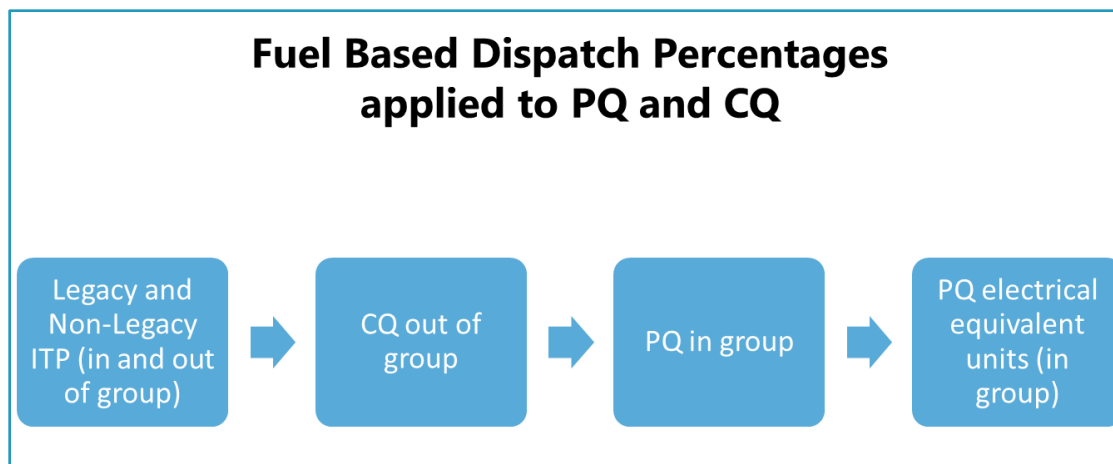 Fuel Based Dispatch Percentages
applied to PQ and CQ
Legacy and
Non-Legacy
ITP (in and out
of group)
CQ out of
group
PQ in group
PQ electrical
equivalent
units (in
group)